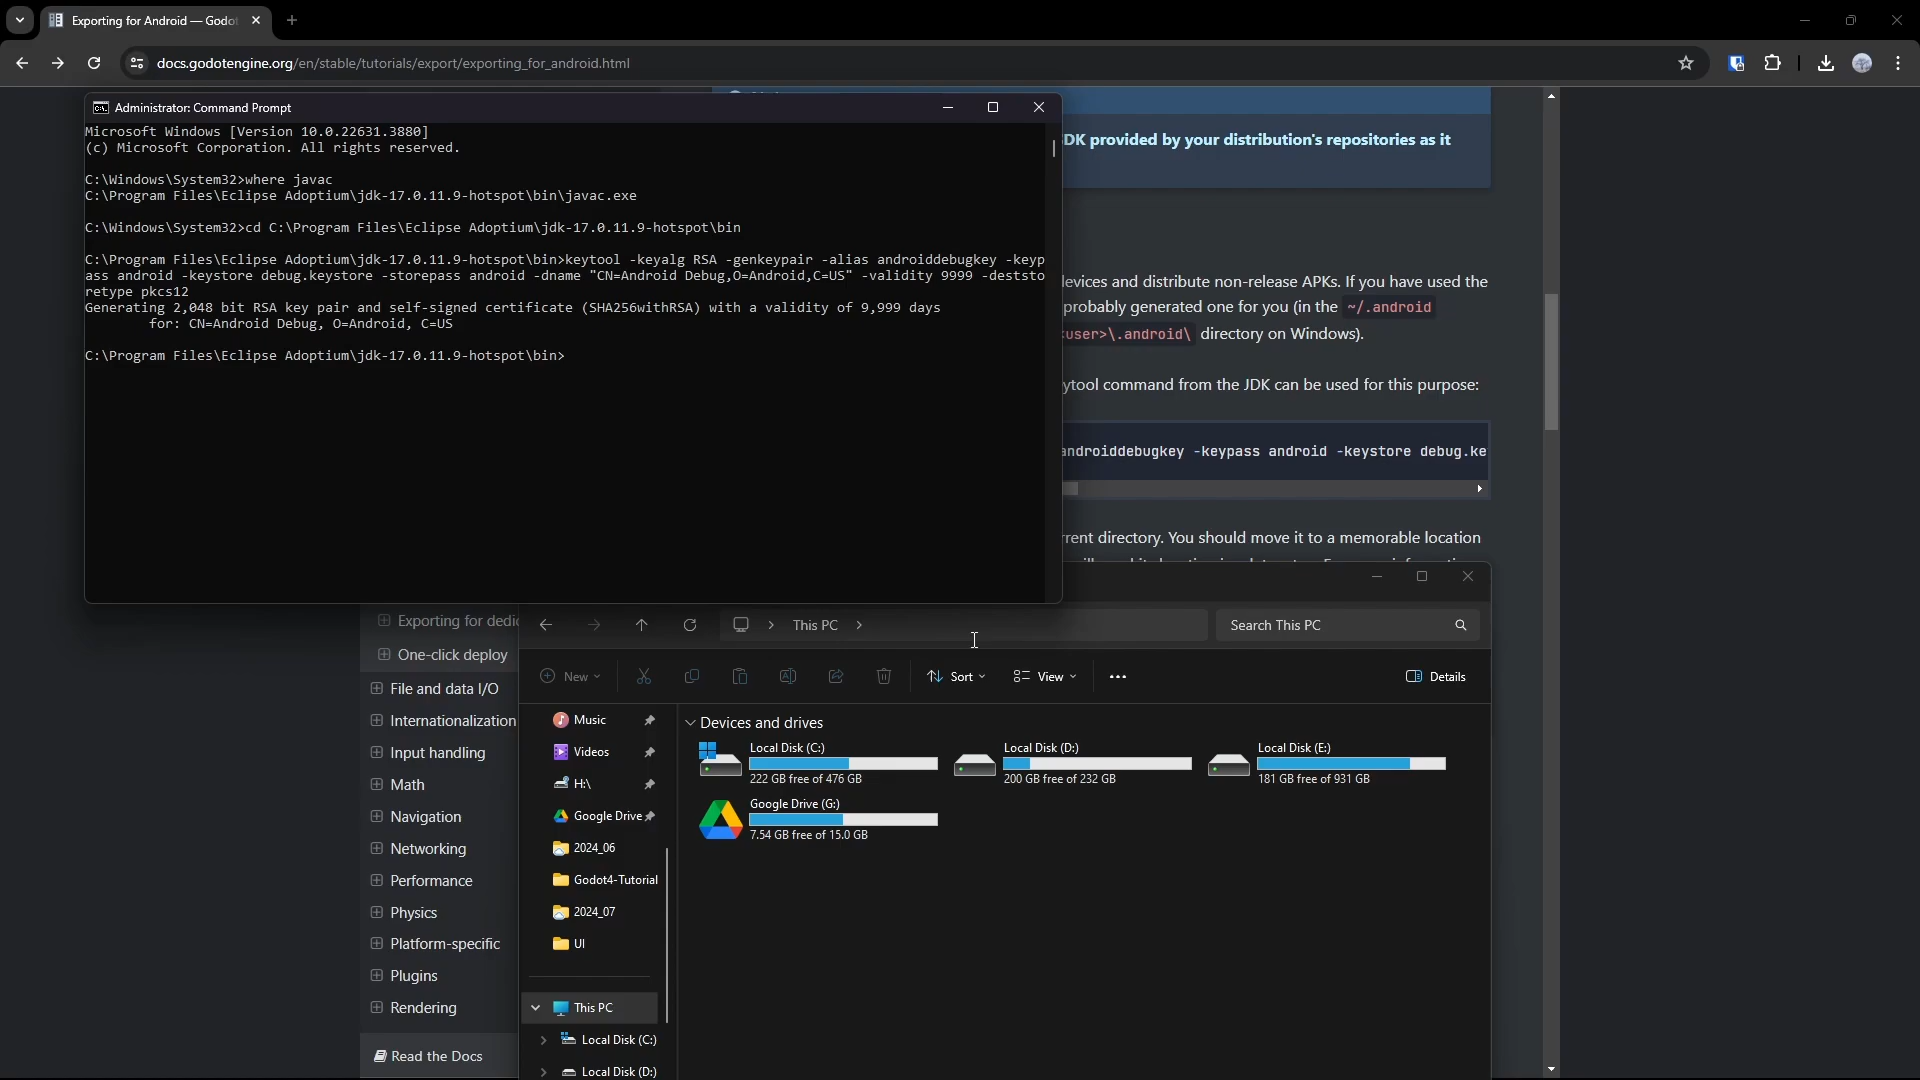 Exporting for Android — Godot
docs.godotengine.org/en/stable/tutorials/export/exporting_for_android.html
Administrator: Command Prompt
Microsoft Windows [Version 10.0.22631.3880]
(c) Microsoft Corporation. All rights reserved.
C:\Windows\System32>where javac
C:\Program Files\Eclipse Adoptium\jdk-17.0.11.9-hotspot\bin\javac.exe
C:\Windows\System32>cd C:\Program Files\Eclipse Adoptium\jdk-17.0.11.9-hotspot\bin
C:\Program Files\Eclipse Adoptium\jdk-17.0.11.9-hotspot\bin>keytool -keyalg RSA -genkeypair -alias androiddebugkey -keyp
ass android -keystore debug.keystore -storepass android -dname "CN=Android Debug,O=Android,C=US" -validity 9999 -deststo
retype pkcs12
Generating 2,048 bit RSA key pair and self-signed certificate (SHA256withRSA) with a validity of 9,999 days
for: CN=Android Debug, O=Android, C=US
C:\Program Files\Eclipse Adoptium\jdk-17.0.11.9-hotspot\bin>
DK provided by your distribution's repositories as it
devices and distribute non-release APKs. If you have used the
probably generated one for you (in the ~/.android
user>\.android\ directory on Windows).
ytool command from the JDK can be used for this purpose:
androiddebugkey -keypass android -keystore debug.ke
rrent directory. You should move it to a memorable location
Exporting for dedic
One-click deploy
File and data I/O
Internationalization
Input handling
Math
Navigation
Networking
Performance
Physics
Platform-specific
Plugins
Rendering
Read the Docs
This PC
Search This PC
New
Sort
View
Details
Music
Videos
H:\
Google Drive
2024_06
Godot4-Tutorial
2024_07
UI
This PC
Local Disk (C:)
Local Disk (D:)
Devices and drives
Local Disk (C:)
222 GB free of 476 GB
Local Disk (D:)
200 GB free of 232 GB
Local Disk (E:)
181 GB free of 931 GB
Google Drive (G:)
7.54 GB free of 15.0 GB